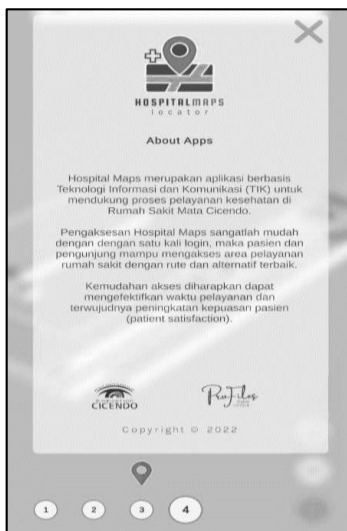 HOSPITALMAPS
locator
About Apps
Hospital Maps merupakan aplikasi berbasis
Teknologi Informasi dan Komunikasi (TIK) untuk
mendukung proses pelayanan kesehatan di
Rumah Sakit Mata Cicendo.
Pengaksesan Hospital Maps sangatlah mudah
dengan dengan satu kali login, maka pasien dan
pengunjung mampu mengakses area pelayanan
rumah sakit dengan rute dan alternatif terbaik.
Kemudahan akses diharapkan dapat
mengefektifkan waktu pelayanan dan
terwujudnya peningkatan kepuasan pasien
(patient satisfaction).
CICENDO
ProFiles
Copyright © 2022
1 2 3 4